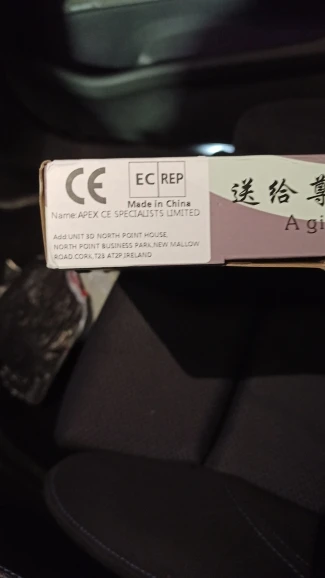 CE
EC REP
Made in China
Name:APEX CE SPECIALISTS LIMITED
Add:UNIT 3D NORTH POINT HOUSE,
NORTH POINT BUSINESS PARK,NEW MALLOW
ROAD.CORK,T23 AT2P,IRELAND
送给尊
A gi